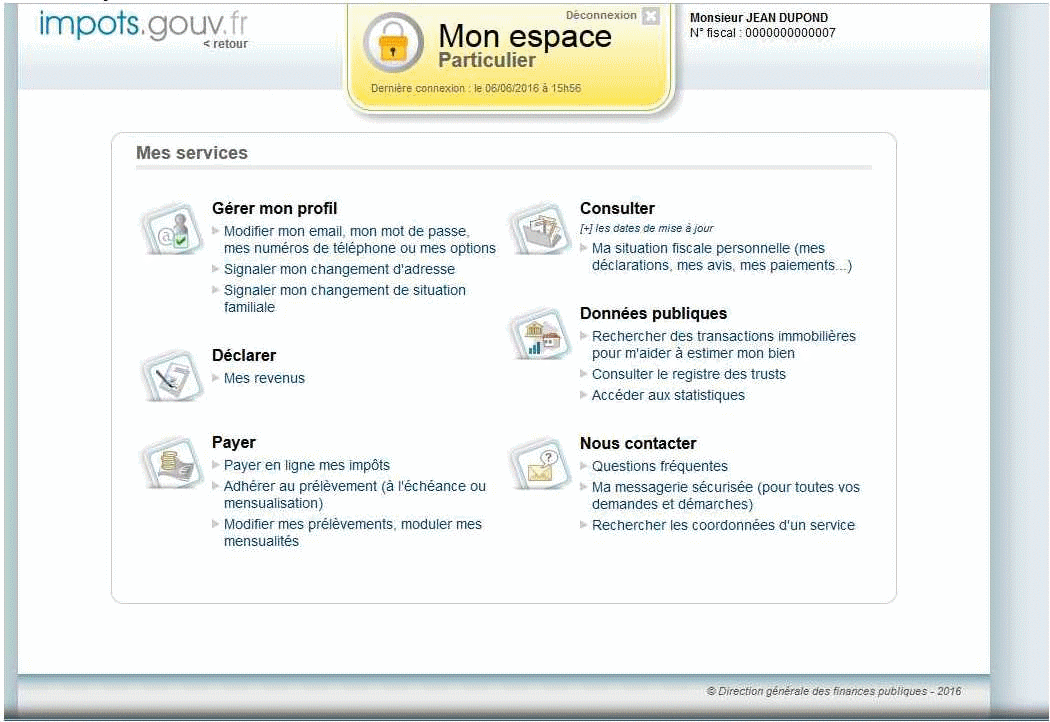 impots.gouv.fr
< retour
Déconnexion
Mon espace
Particulier
Dernière connexion : le 06/06/2016 à 15h56
Monsieur JEAN DUPOND
N° fiscal : 0000000000007
Mes services
Gérer mon profil
Modifier mon email, mon mot de passe,
mes numéros de téléphone ou mes options
Signaler mon changement d'adresse
Signaler mon changement de situation
familiale
Déclarer
Mes revenus
Payer
Payer en ligne mes impôts
Adhérer au prélèvement (à l'échéance ou
mensualisation)
Modifier mes prélèvements, moduler mes
mensualités
Consulter
[+] les dates de mise à jour
Ma situation fiscale personnelle (mes
déclarations, mes avis, mes paiements...)
Données publiques
Rechercher des transactions immobilières
pour m'aider à estimer mon bien
Consulter le registre des trusts
Accéder aux statistiques
Nous contacter
Questions fréquentes
Ma messagerie sécurisée (pour toutes vos
demandes et démarches)
Rechercher les coordonnées d'un service
© Direction générale des finances publiques - 2016